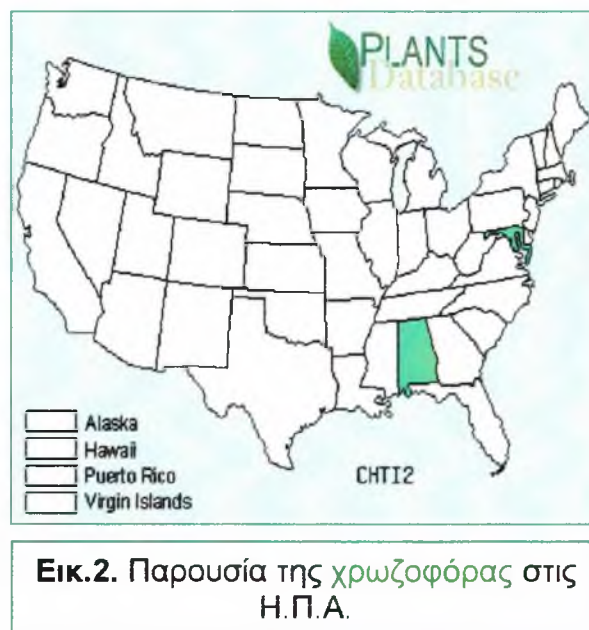 PLANTS
Database
Alaska
Hawaii
Puerto Rico
Virgin Islands
CHTI2
Εικ.2. Παρουσία της χρωζοφόρας στις
Η.Π.Α.